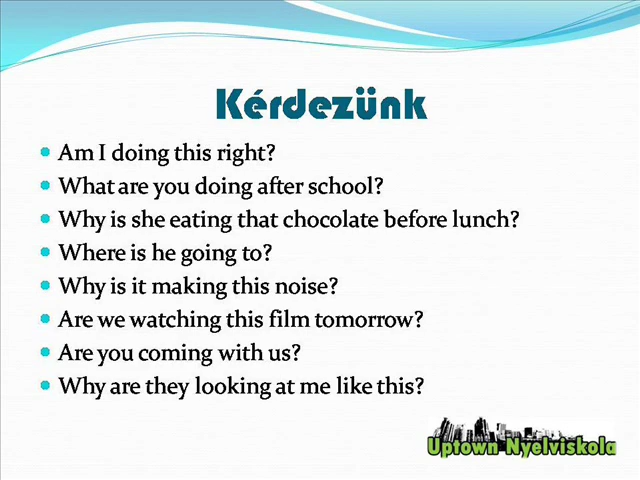 Kérdezünk
Am I doing this right?
What are you doing after school?
Why is she eating that chocolate before lunch?
Where is he going to?
Why is it making this noise?
Are we watching this film tomorrow?
Are you coming with us?
Why are they looking at me like this?
Uptown Nyelviskola